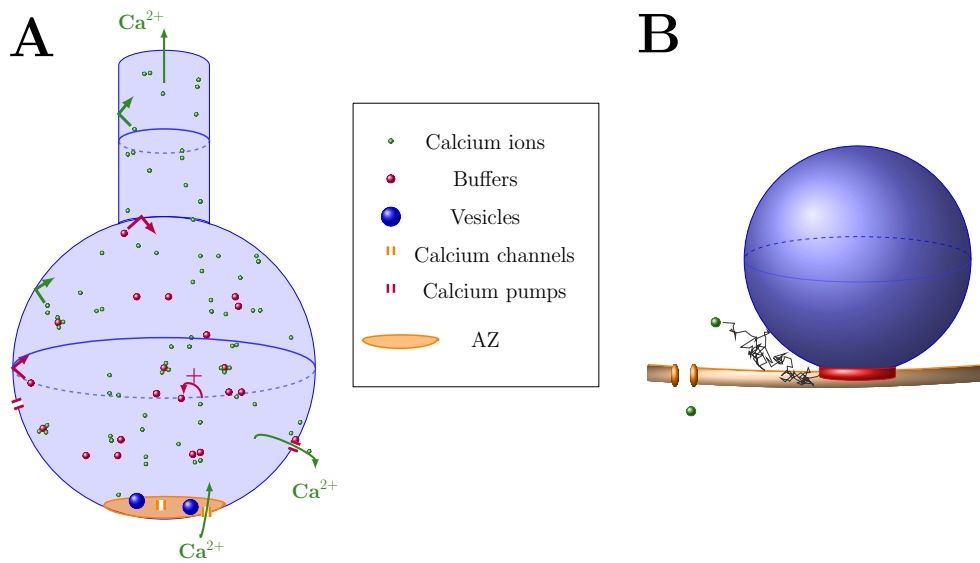 A
B
Ca²⁺
Calcium ions
Buffers
Vesicles
Calcium channels
Calcium pumps
AZ
Ca²⁺
Ca²⁺